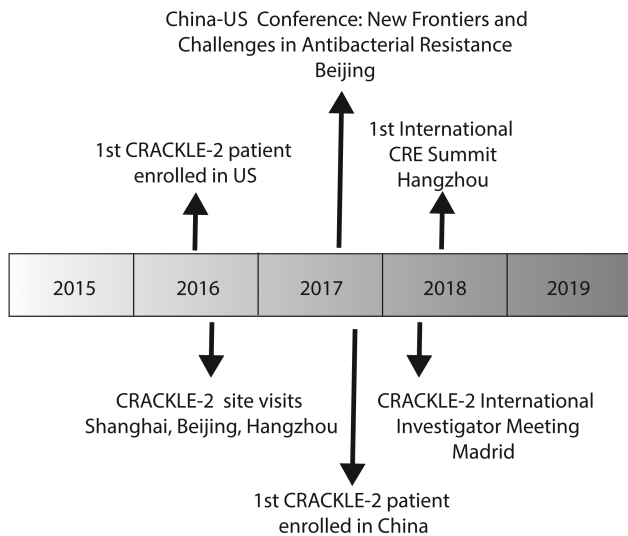 China-US Conference: New Frontiers and
Challenges in Antibacterial Resistance
Beijing
1st CRACKLE-2 patient
enrolled in US
1st International
CRE Summit
Hangzhou
2015
2016
2017
2018
2019
CRACKLE-2 site visits
Shanghai, Beijing, Hangzhou
CRACKLE-2 International
Investigator Meeting
Madrid
1st CRACKLE-2 patient
enrolled in China